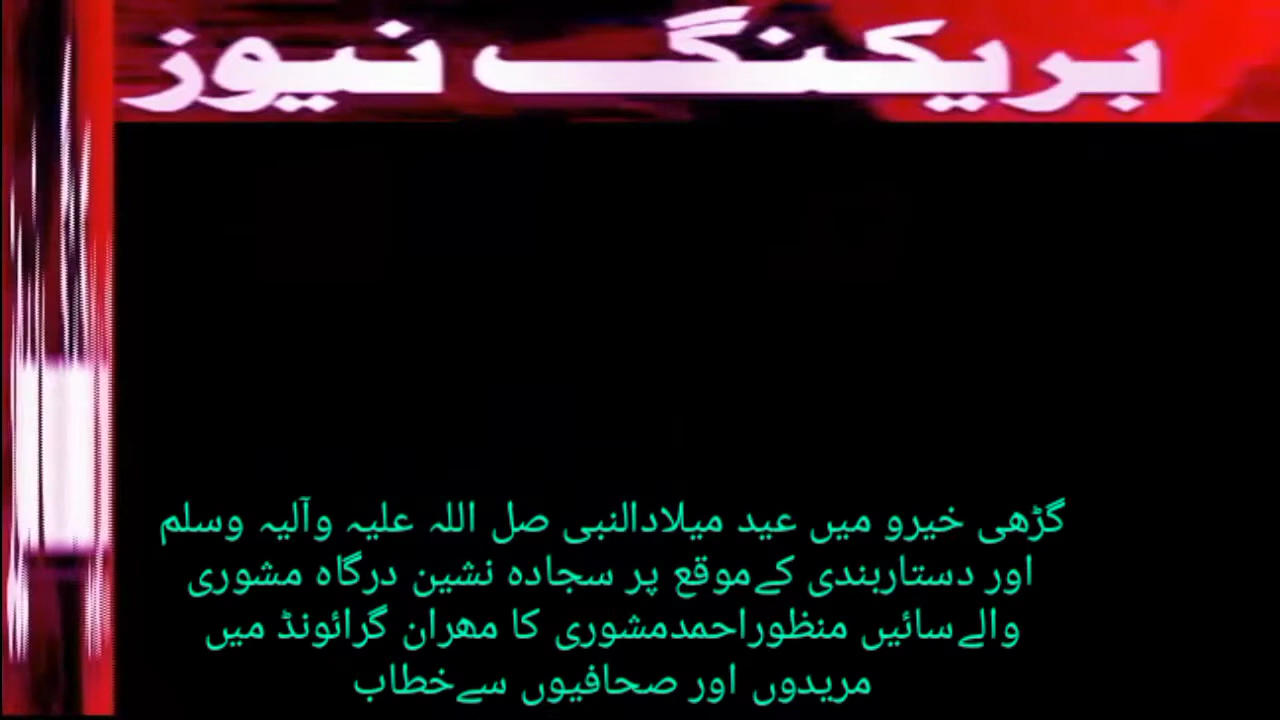 بریکنگ نیوز
گڑھی خیرو میں عید میلادالنبی صل اللہ علیہ وآلیہ وسلم
اور دستاربندی کےموقع پر سجادہ نشین درگاہ مشوری
والےسائیں منظوراحمدمشوری کا مھران گرائونڈ میں
مریدوں اور صحافیوں سےخطاب